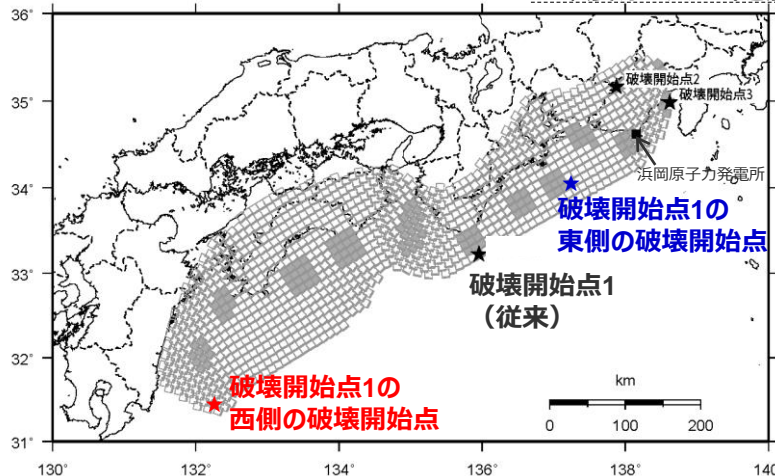 36°
35°
34°
33°
32°
31°
130°
132°
134°
136°
138°
140
破壊開始点2
破壊開始点3
浜岡原子力発電所
破壊開始点1の
東側の破壊開始点
破壊開始点1
（従来）
破壊開始点1の
西側の破壊開始点
km
0
100
200